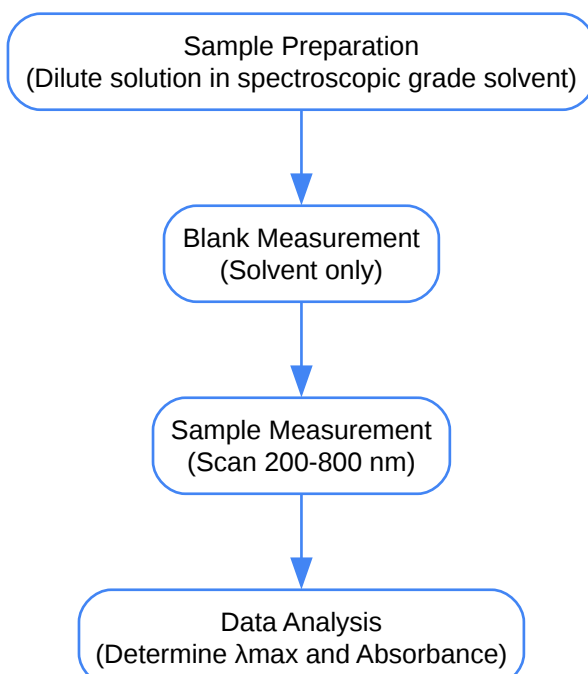 Sample Preparation
(Dilute solution in spectroscopic grade solvent)
Blank Measurement
(Solvent only)
Sample Measurement
(Scan 200-800 nm)
Data Analysis
(Determine λmax and Absorbance)